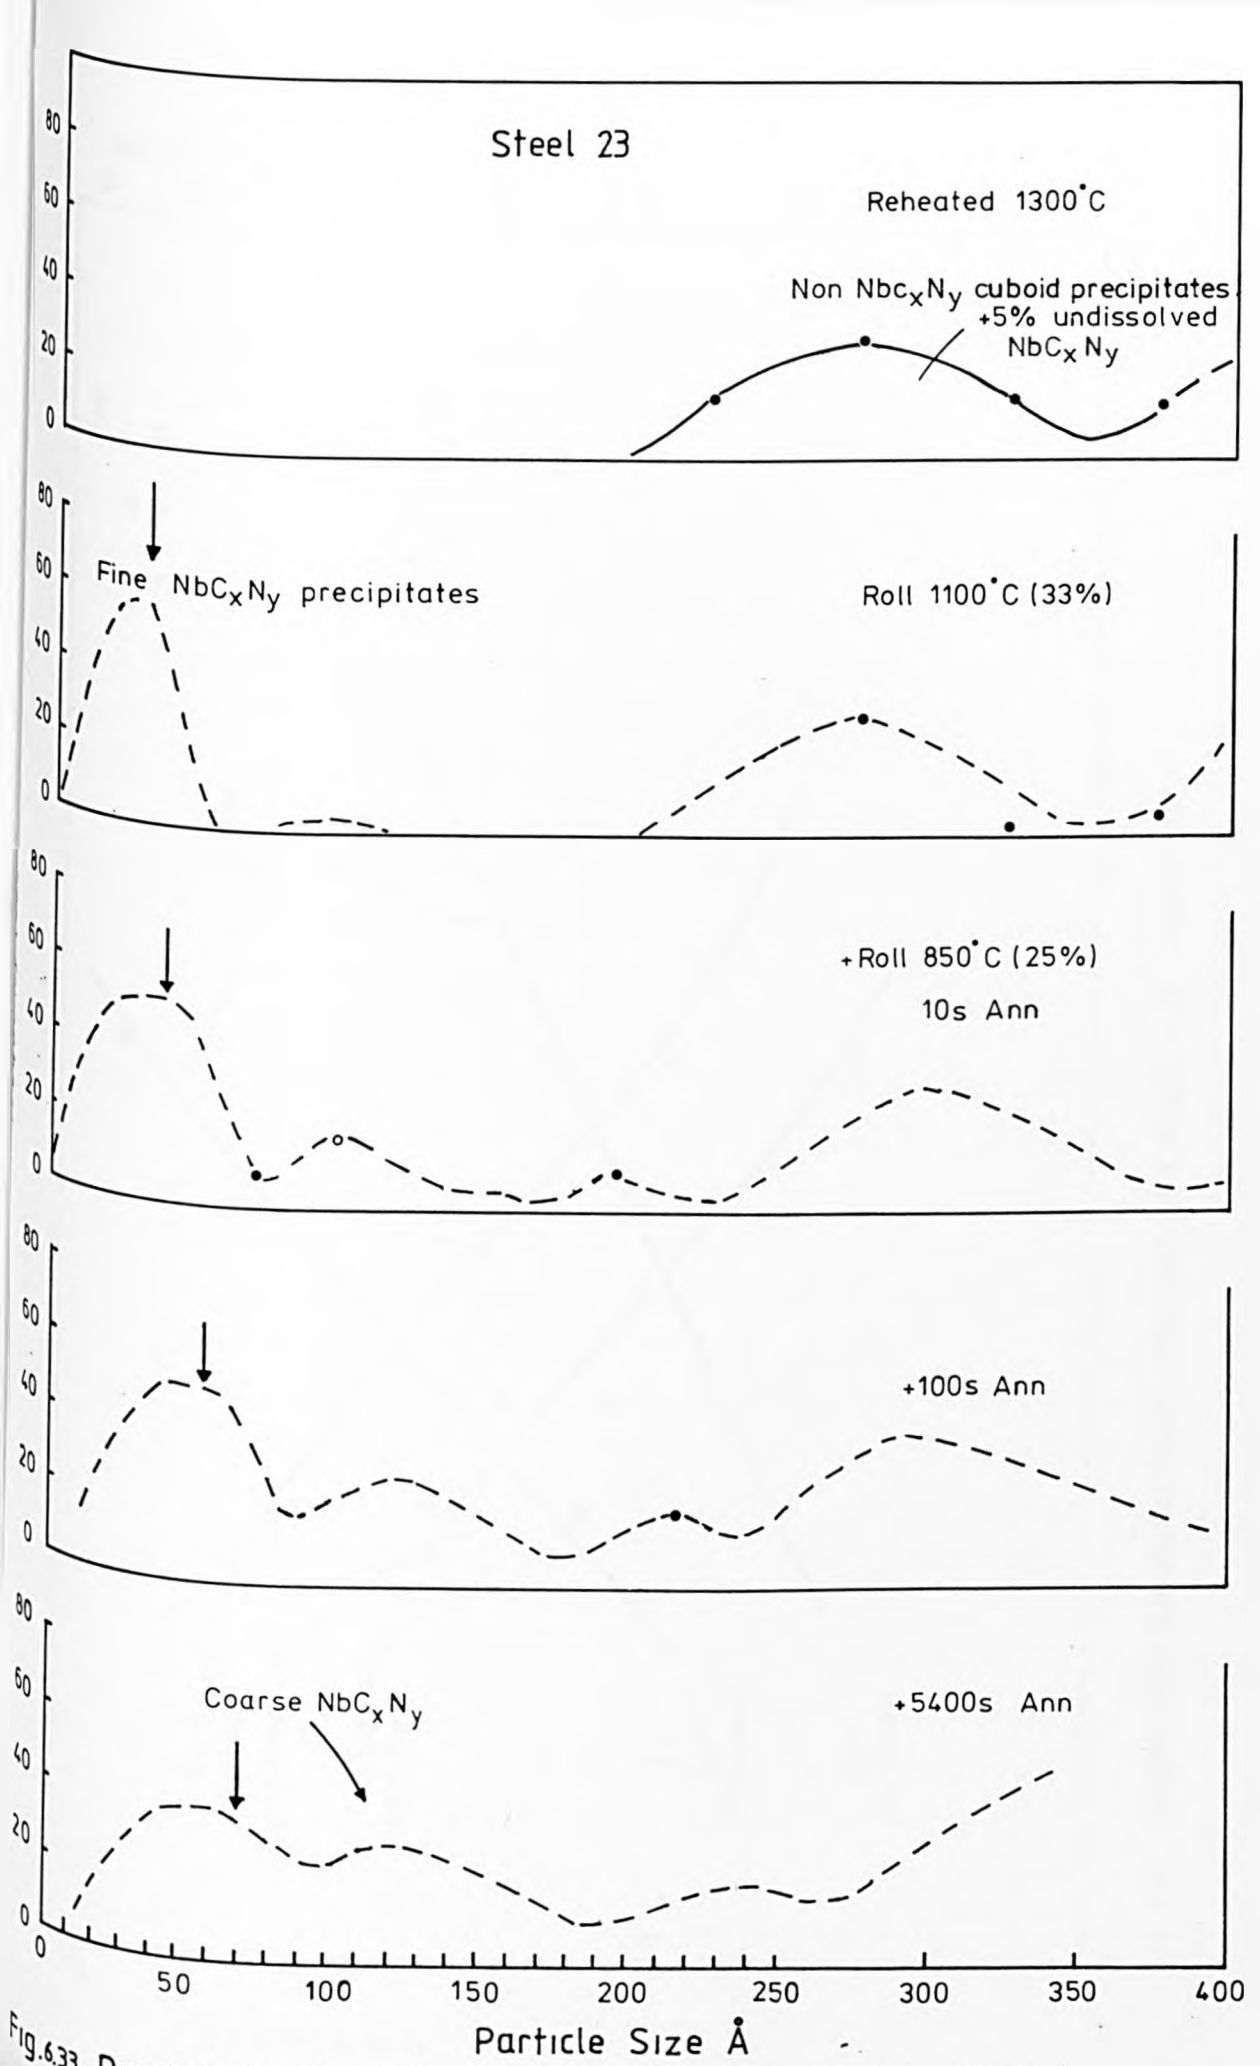 80
60
40
20
0
Steel 23
Reheated 1300°C
Non NbcₓNy cuboid precipitates
+5% undissolved
NbCₓNy
80
60
40
20
0
Fine NbCₓNy precipitates
Roll 1100°C (33%)
80
60
40
20
0
+Roll 850°C (25%)
10s Ann
80
60
40
20
0
+100s Ann
80
60
40
20
0
Coarse NbCₓNy
+5400s Ann
0 50 100 150 200 250 300 350 400
Particle Size Å
Fig.6.33